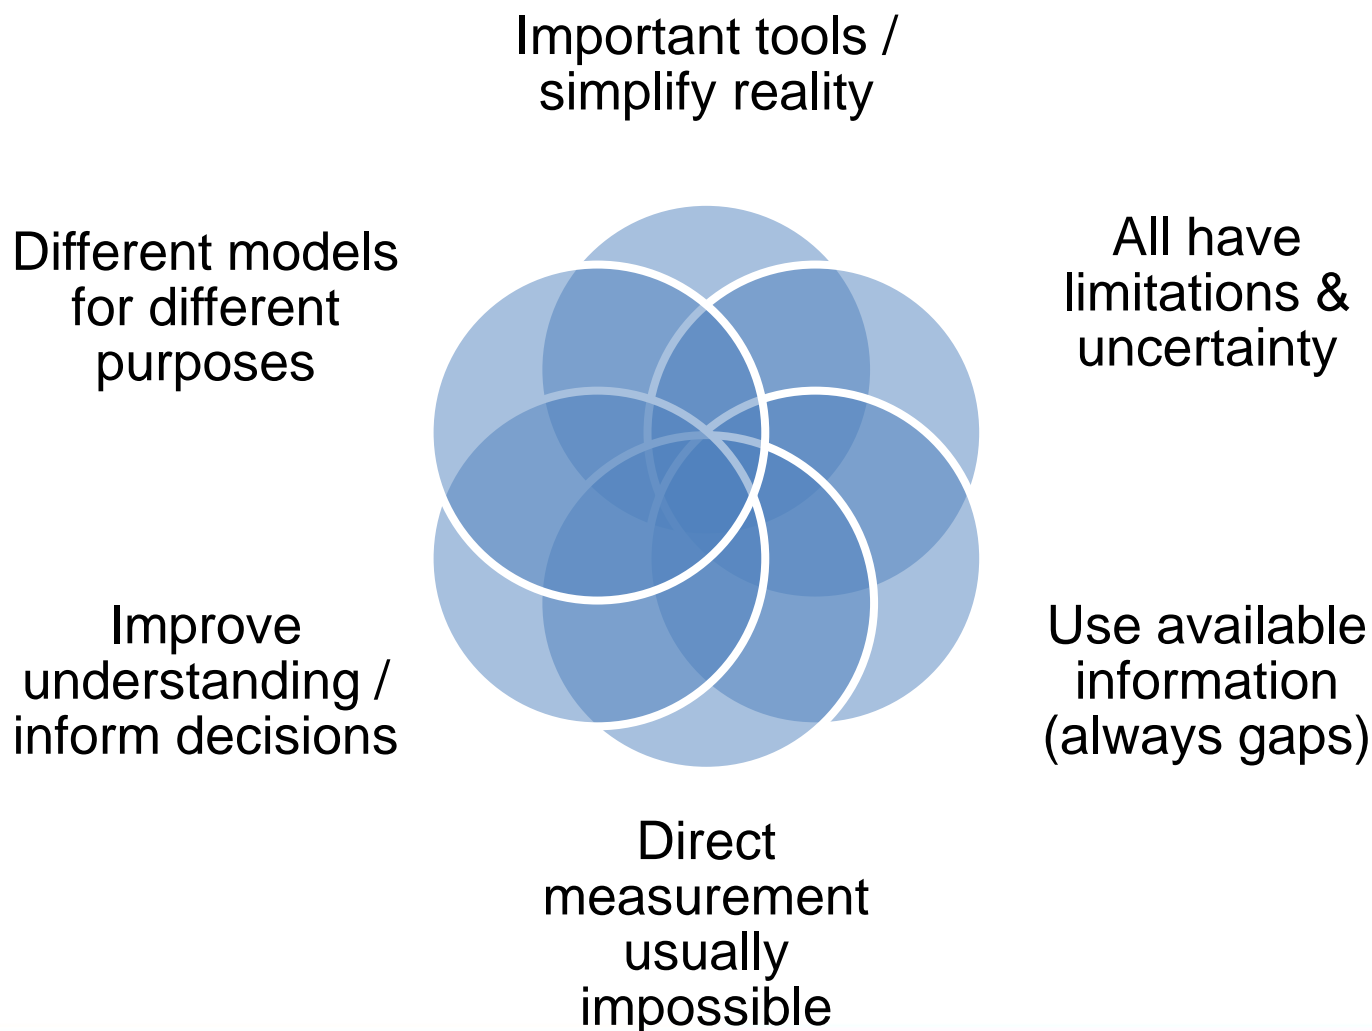 Important tools /
simplify reality
All have
limitations &
uncertainty
Use available
information
(always gaps)
Direct
measurement
usually
impossible
Improve
understanding /
inform decisions
Different models
for different
purposes